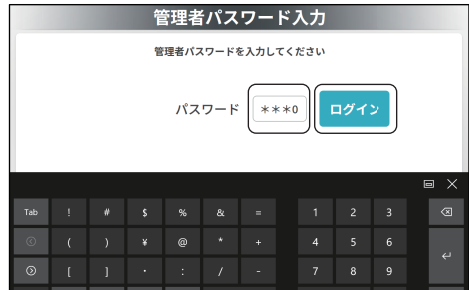 管理者パスワード入力
管理者パスワードを入力してください
パスワード ＊＊＊0 ログイン
Tab ! # $ % & = 1 2 3
( ) ¥ @ * + 4 5 6
[ ] · : / - 7 8 9